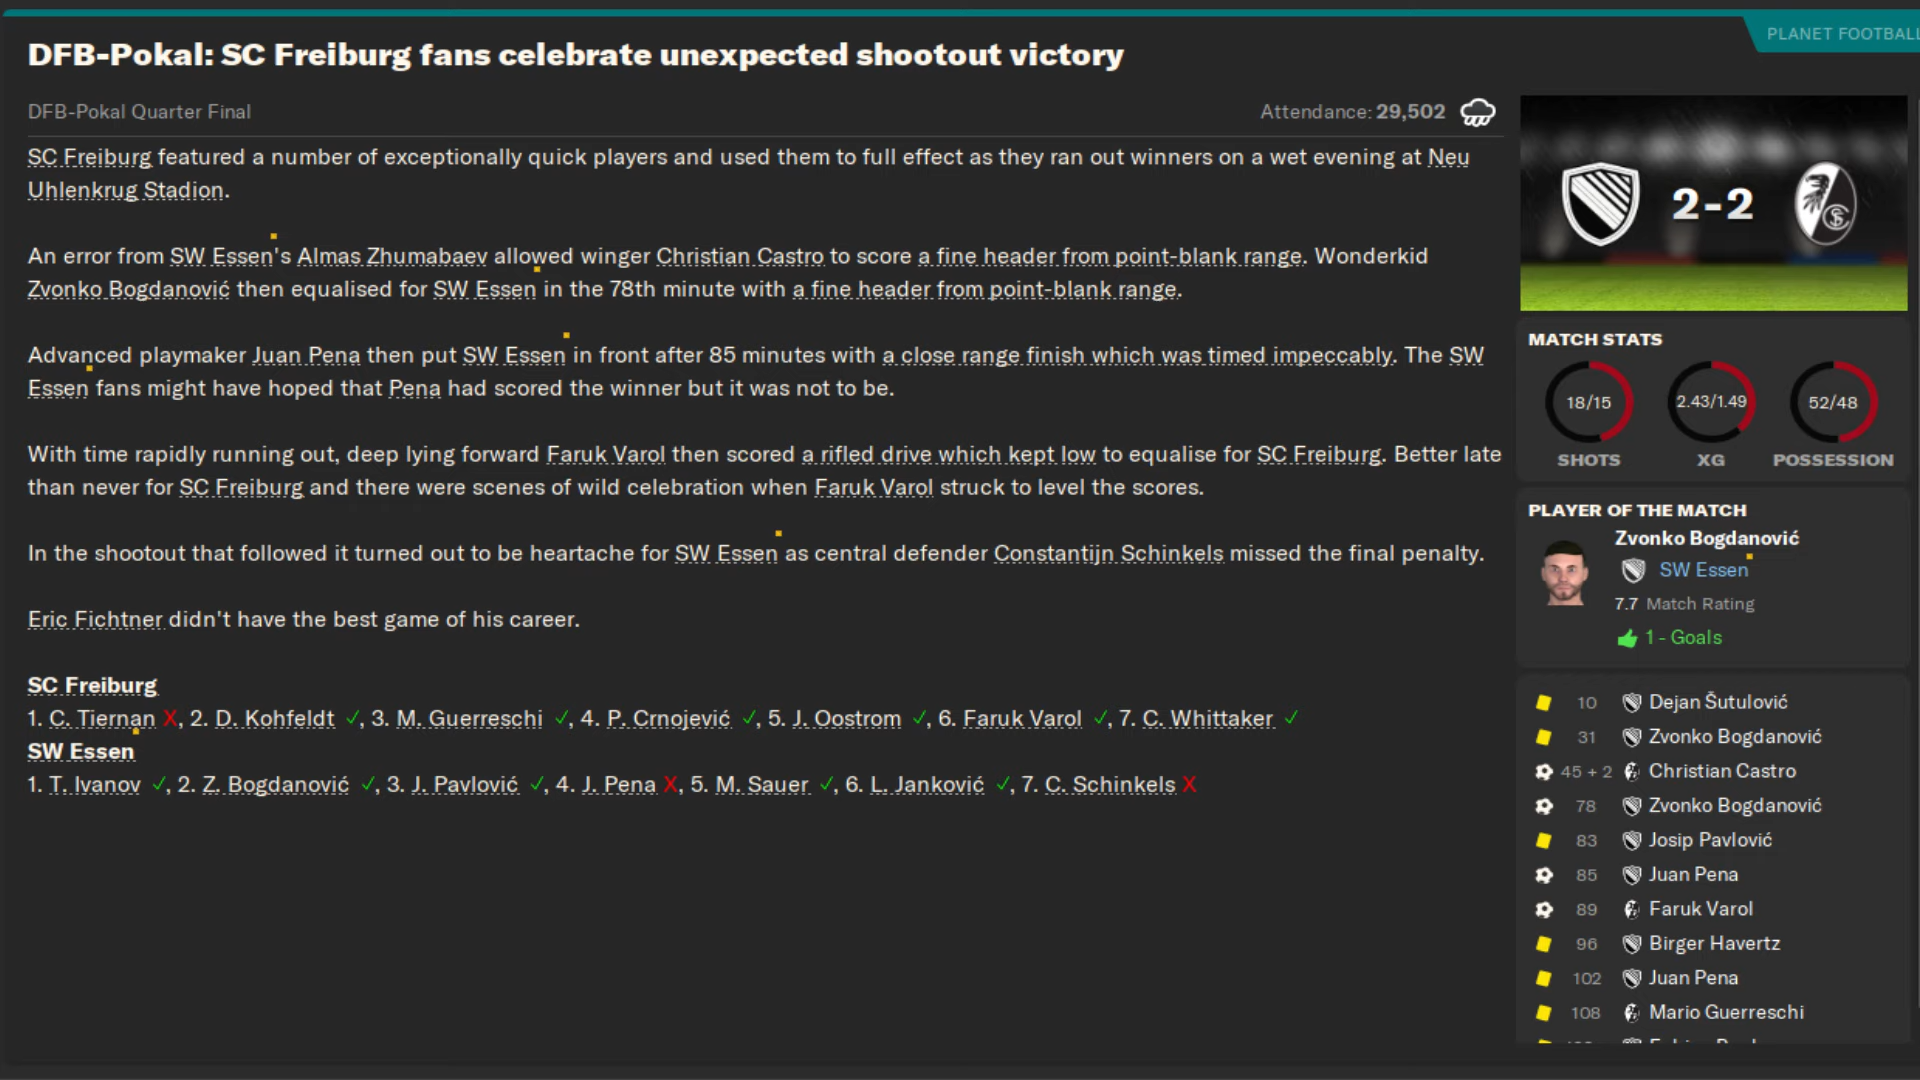 PLANET FOOTBALL
DFB-Pokal: SC Freiburg fans celebrate unexpected shootout victory
DFB-Pokal Quarter Final
Attendance: 29,502
SC Freiburg featured a number of exceptionally quick players and used them to full effect as they ran out winners on a wet evening at Neu
Uhlenkrug Stadion.
An error from SW Essen's Almas Zhumabaev allowed winger Christian Castro to score a fine header from point-blank range. Wonderkid
Zvonko Bogdanović then equalised for SW Essen in the 78th minute with a fine header from point-blank range.
Advanced playmaker Juan Pena then put SW Essen in front after 85 minutes with a close range finish which was timed impeccably. The SW
Essen fans might have hoped that Pena had scored the winner but it was not to be.
With time rapidly running out, deep lying forward Faruk Varol then scored a rifled drive which kept low to equalise for SC Freiburg. Better late
than never for SC Freiburg and there were scenes of wild celebration when Faruk Varol struck to level the scores.
In the shootout that followed it turned out to be heartache for SW Essen as central defender Constantijn Schinkels missed the final penalty.
Eric Fichtner didn't have the best game of his career.
SC Freiburg
1. C. Tiernan X, 2. D. Kohfeldt ✓, 3. M. Guerreschi ✓, 4. P. Crnojević ✓, 5. J. Oostrom ✓, 6. Faruk Varol ✓, 7. C. Whittaker ✓
SW Essen
1. T. Ivanov ✓, 2. Z. Bogdanović ✓, 3. J. Pavlović ✓, 4. J. Pena X, 5. M. Sauer ✓, 6. L. Janković ✓, 7. C. Schinkels X
2-2
MATCH STATS
18/15
2.43/1.49
52/48
SHOTS
XG
POSSESSION
PLAYER OF THE MATCH
Zvonko Bogdanović
SW Essen
7.7 Match Rating
1 - Goals
10 Dejan Šutulović
31 Zvonko Bogdanović
45 + 2 Christian Castro
78 Zvonko Bogdanović
83 Josip Pavlović
85 Juan Pena
89 Faruk Varol
96 Birger Havertz
102 Juan Pena
108 Mario Guerreschi